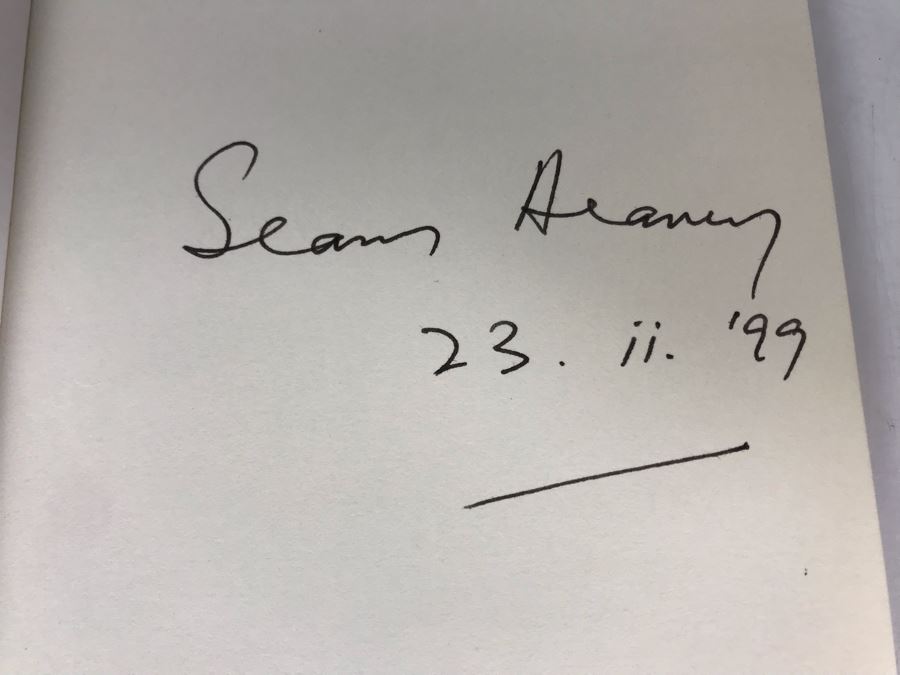 Seamus Heaney
23. ii. '99